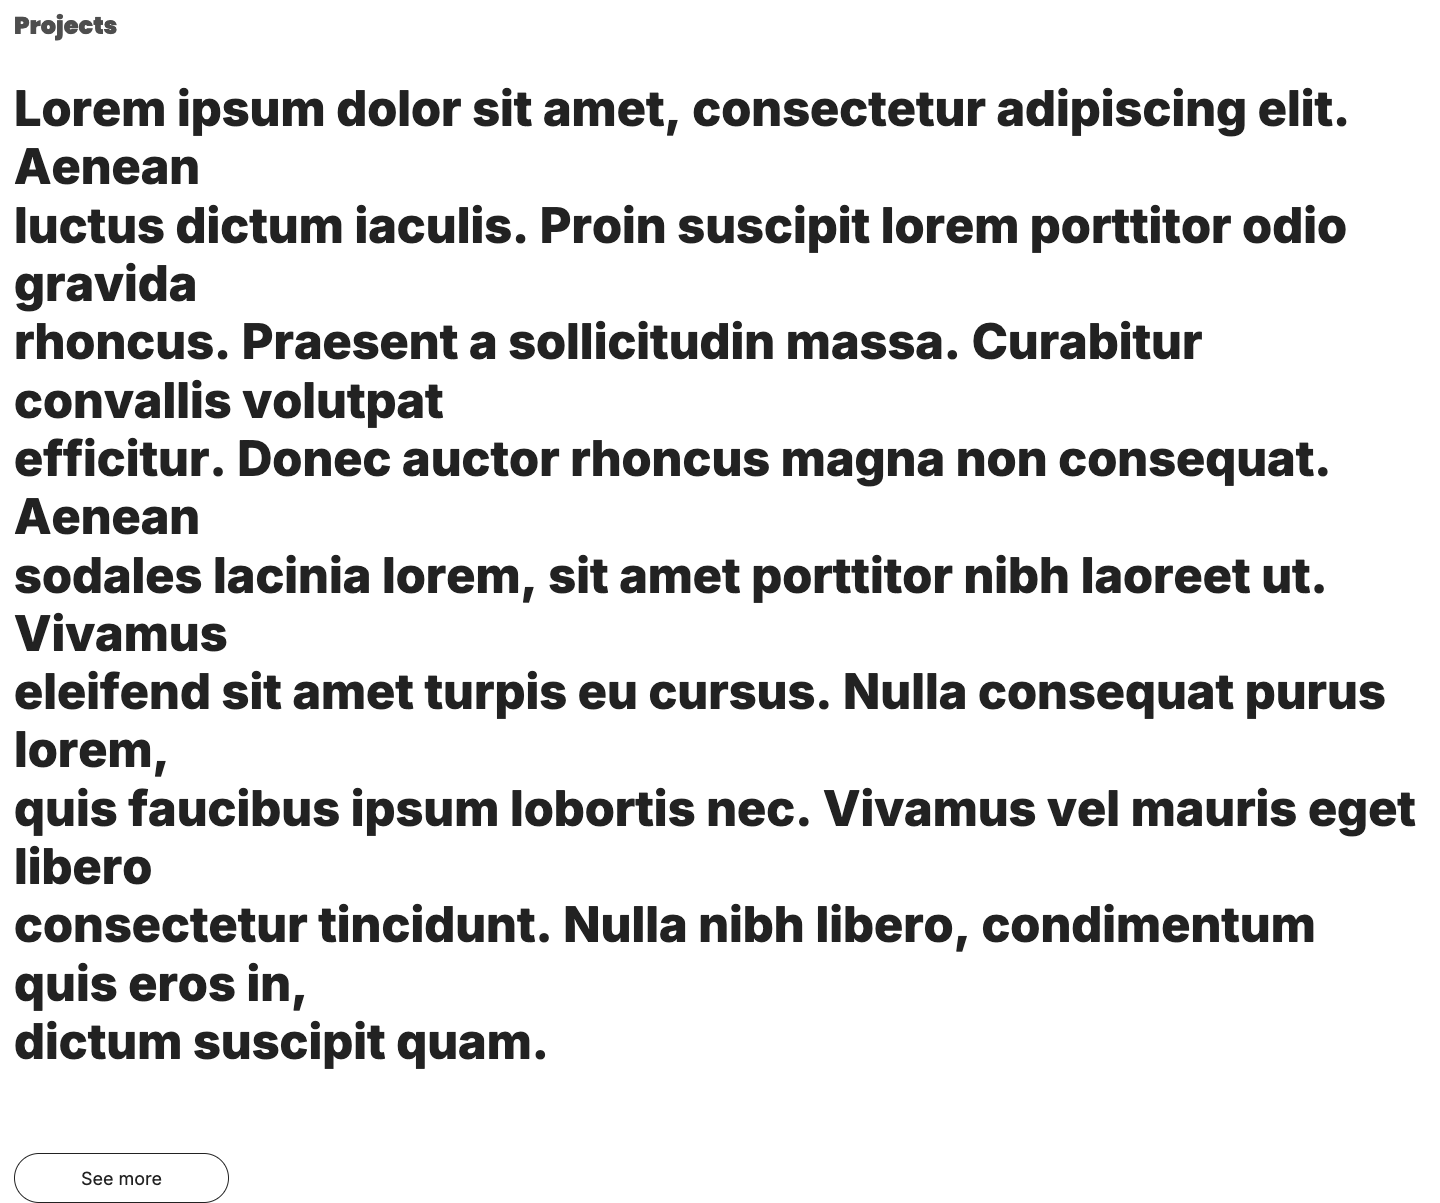 Projects
Lorem ipsum dolor sit amet, consectetur adipiscing elit.
Aenean
luctus dictum iaculis. Proin suscipit lorem porttitor odio
gravida
rhoncus. Praesent a sollicitudin massa. Curabitur
convallis volutpat
efficitur. Donec auctor rhoncus magna non consequat.
Aenean
sodales lacinia lorem, sit amet porttitor nibh laoreet ut.
Vivamus
eleifend sit amet turpis eu cursus. Nulla consequat purus
lorem,
quis faucibus ipsum lobortis nec. Vivamus vel mauris eget
libero
consectetur tincidunt. Nulla nibh libero, condimentum
quis eros in,
dictum suscipit quam.
See more